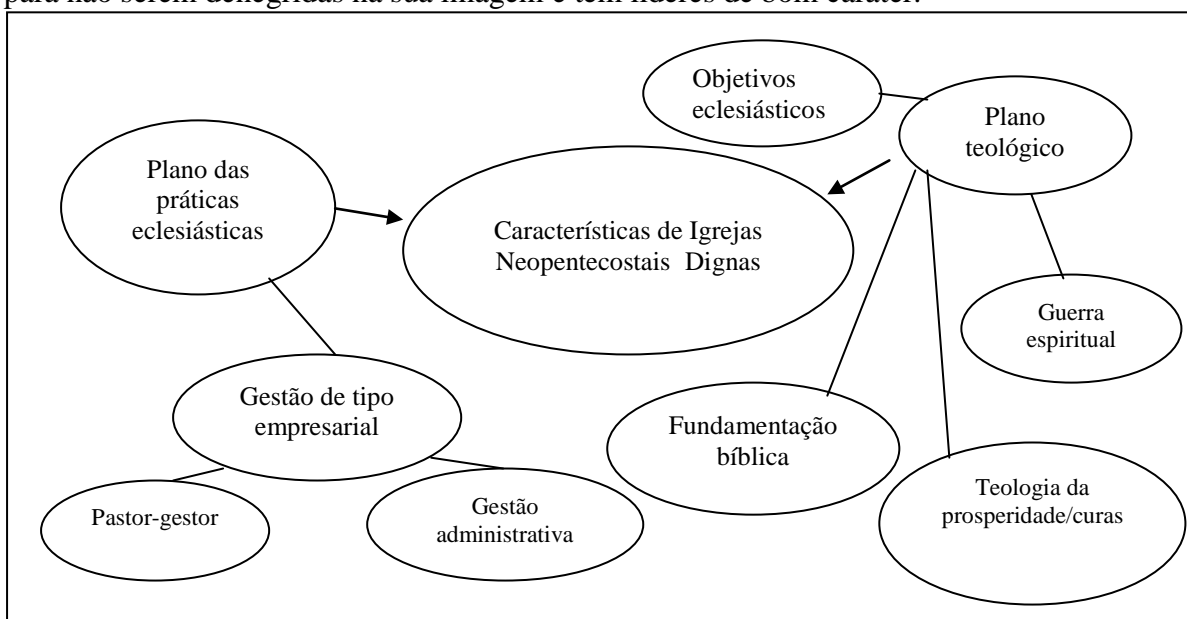 para não serem denegridas na sua imagem e tem líderes de bom caráter.
Objetivos
eclesiásticos
Plano
teológico
Plano das
práticas
eclesiásticas
Características de Igrejas
Neopentecostais Dignas
Guerra
espiritual
Gestão de tipo
empresarial
Fundamentação
bíblica
Teologia da
prosperidade/curas
Pastor-gestor
Gestão
administrativa